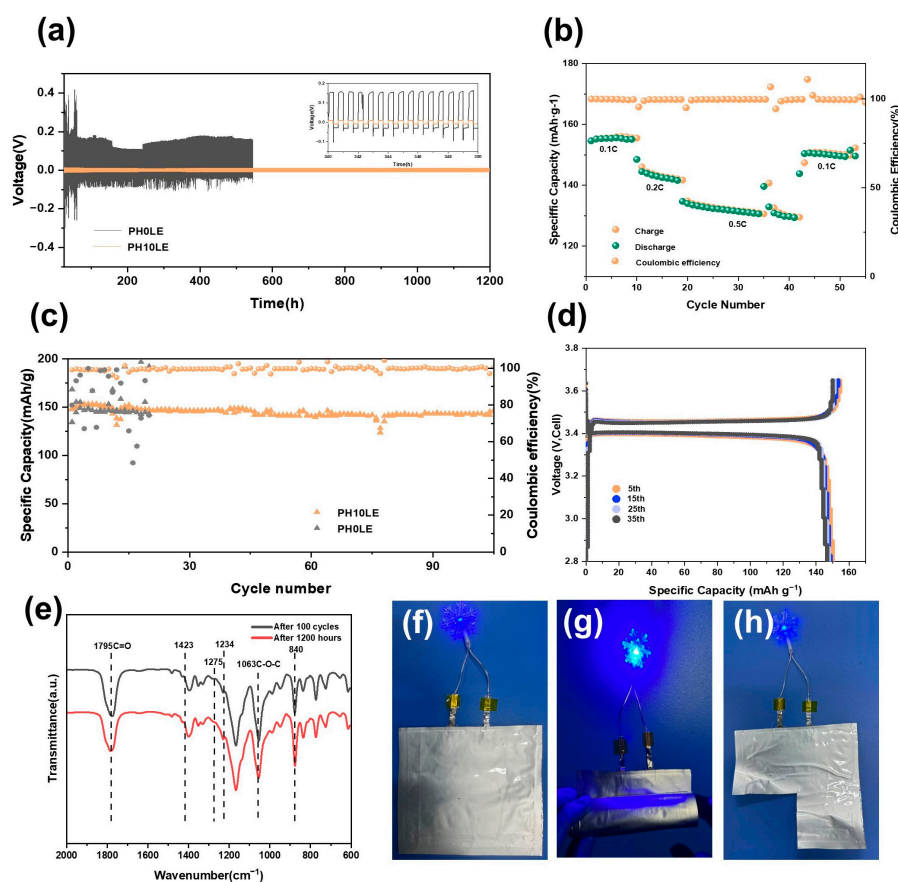 (a)
Voltage(V)
0.4
0.2
0.0
−0.2
−0.4
200
400
600
800
1000
1200
Time(h)
PH0LE
PH10LE
Voltage(V)
0.2
0.1
0.0
-0.1
Time(h)
(b)
Speciffic Capacity (mAh·g-1)
180
160
140
120
0
10
20
30
40
50
Cycle Number
Coulombic Efficiency(%)
100
50
0
0.1C
0.2C
0.5C
0.1C
Charge
Discharge
Coulombic efficiency
(c)
Specific Capacity(mAh/g)
200
150
100
50
0
0
30
60
90
Cycle number
Coulombic efficiency(%)
100
80
60
40
20
0
PH10LE
PH0LE
(d)
Voltage (V,Cell)
3.8
3.6
3.4
3.2
3.0
2.8
0
20
40
60
80
100
120
140
160
Specific Capacity (mAh g⁻¹)
5th
15th
25th
35th
(e)
After 100 cycles
After 1200 hours
1795C=O
1423
1275
1234
1063C-O-C
840
Transmittance(a.u.)
2000
1800
1600
1400
1200
1000
800
600
Wavenumber(cm⁻¹)
(f)
(g)
(h)